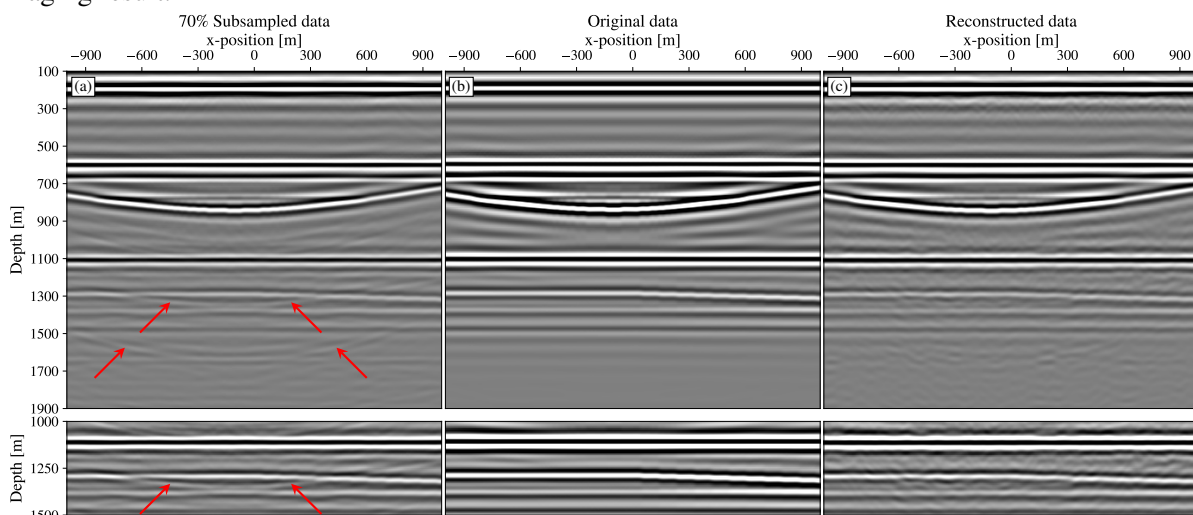 70% Subsampled data
Original data
Reconstructed data
x-position [m]
x-position [m]
x-position [m]
−900 −600 −300 0 300 600 900
−900 −600 −300 0 300 600 900
−900 −600 −300 0 300 600 900
(a)
(b)
(c)
Depth [m]
100
300
500
700
900
1100
1300
1500
1700
1900
Depth [m]
1000
1250
1500